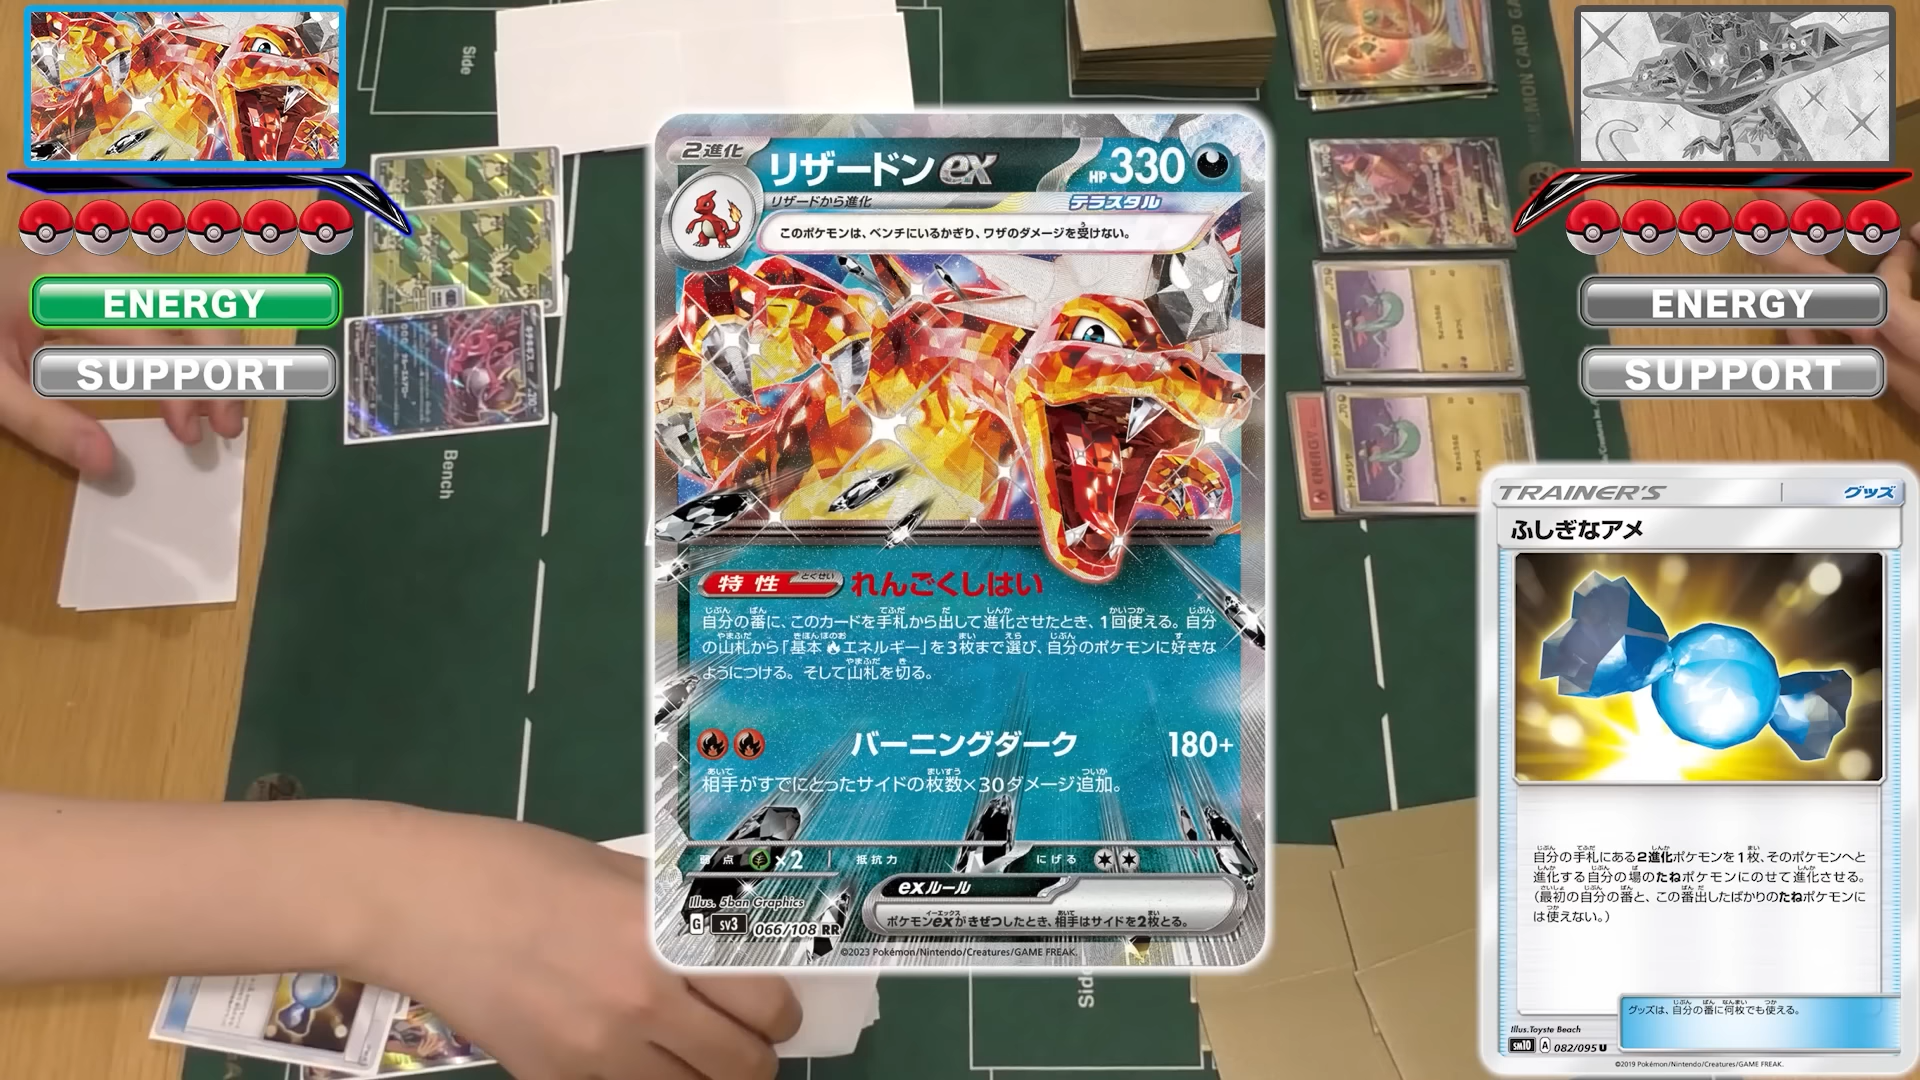 Side
ENERGY
SUPPORT
Bench
2進化
リザードンex
HP330
リザードから進化
テラスタル
このポケモンは、ベンチにいるかぎり、ワザのダメージを受けない。
特性 れんごくしはい
自分の番に、このカードを手札から出して進化させたとき、1回使える。自分
の山札から「基本炎エネルギー」を3枚まで選び、自分のポケモンに好きな
ようにつける。そして山札を切る。
バーニングダーク 180+
相手がすでにとったサイドの枚数×30ダメージ追加。
弱点 ×2 抵抗力 にげる
exルール
ポケモンexがきぜつしたとき、相手はサイドを2枚とる。
Illus. 5ban Graphics
G SV3 066/108 RR
©2023 Pokémon/Nintendo/Creatures/GAME FREAK.
ENERGY
SUPPORT
ENERGY
TRAINER'S グッズ
ふしぎなアメ
自分の手札にある2進化ポケモンを1枚、そのポケモンへと
進化する自分の場のたねポケモンにのせて進化させる。
（最初の自分の番と、この番出したばかりのたねポケモンに
は使えない。）
グッズは、自分の番に何枚でも使える。
Illus.Toyste Beach
SM10 A 082/095 U
©2019 Pokémon/Nintendo/Creatures/GAME FREAK.